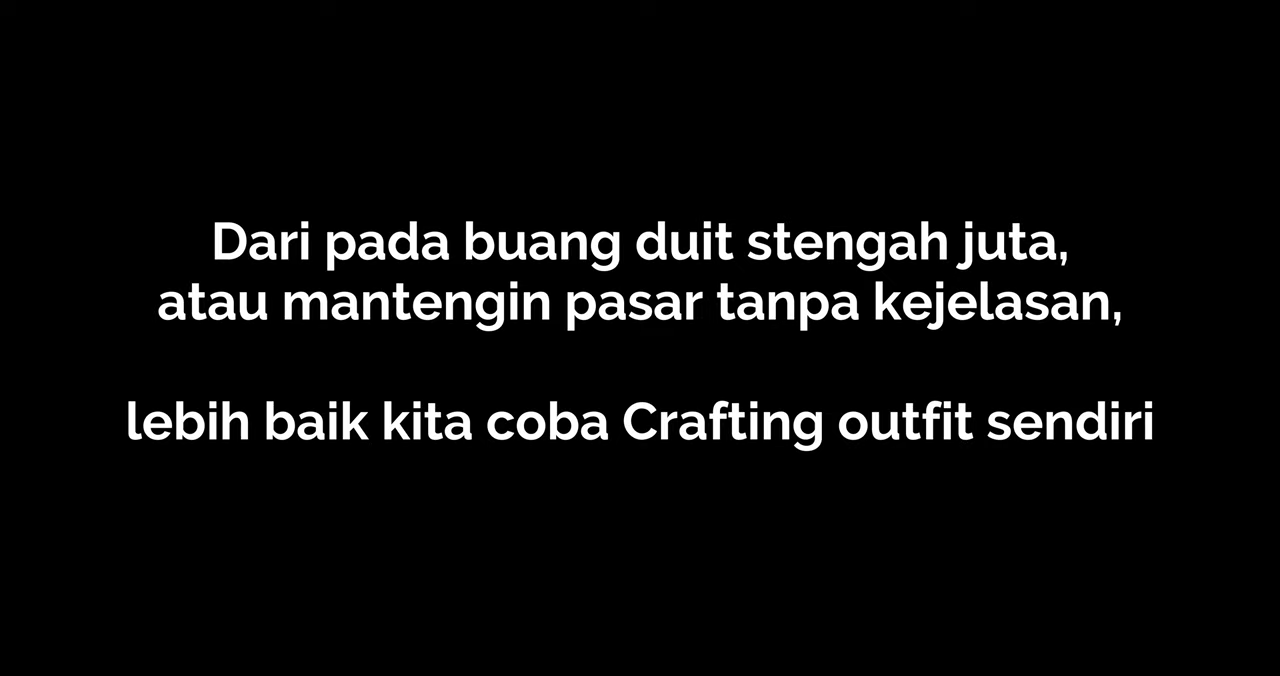 Dari pada buang duit stengah juta,
atau mantengin pasar tanpa kejelasan,
lebih baik kita coba Crafting outfit sendiri